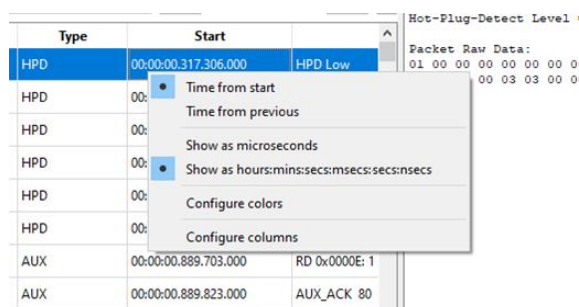 Hot-Plug-Detect Level
Type Start
Packet Raw Data:
HPD 00:00:00.317.306.000 HPD Low
01 00 00 00 00 00 00
Time from start
00 03 03 00
HPD 00:
Time from previous
HPD 00:
Show as microseconds
HPD 00:
Show as hours:mins:secs:msecs:secs:nsecs
HPD 00:
Configure colors
HPD 00:
Configure columns
AUX 00:00:00.889.703.000 RD 0x0000E: 1
AUX 00:00:00.889.823.000 AUX_ACK 80